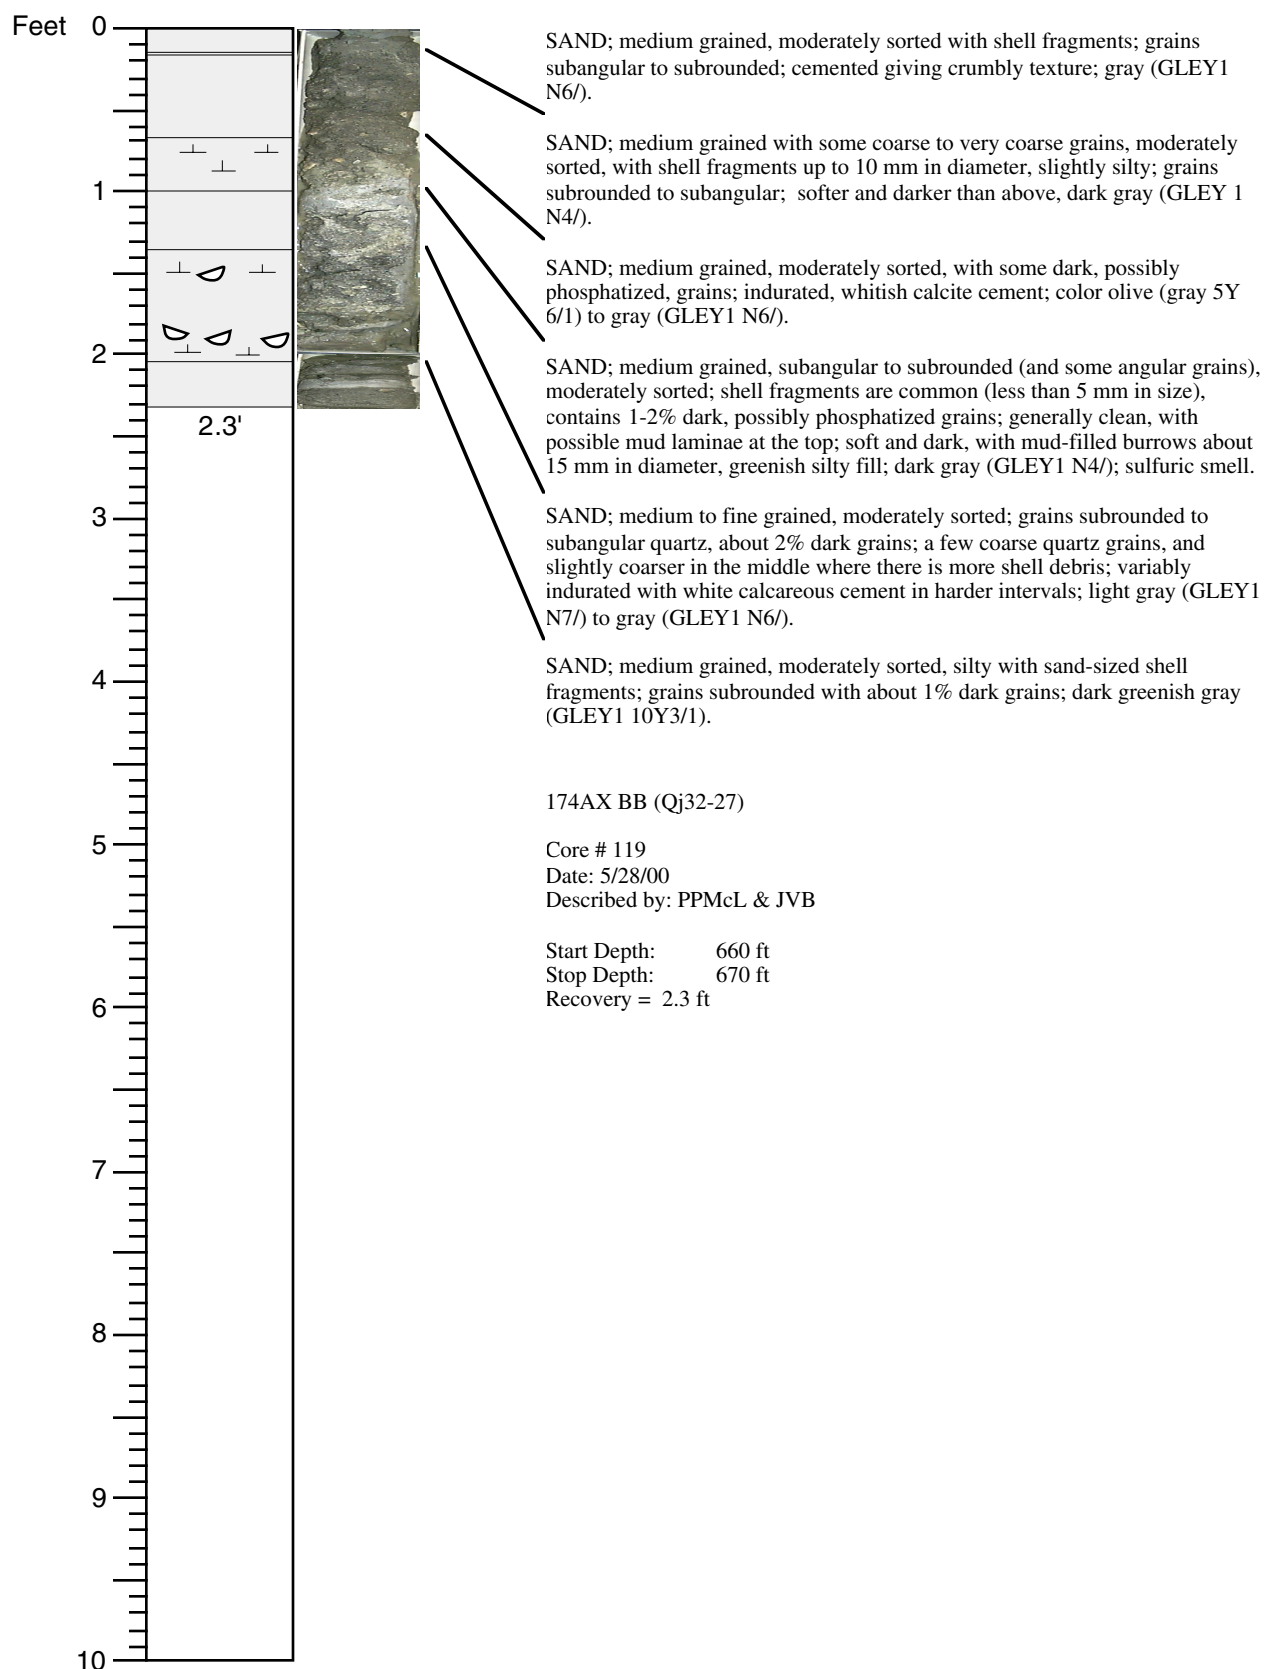 Feet 0
SAND; medium grained, moderately sorted with shell fragments; grains
subangular to subrounded; cemented giving crumbly texture; gray (GLEY1
N6/).
SAND; medium grained with some coarse to very coarse grains, moderately
sorted, with shell fragments up to 10 mm in diameter, slightly silty; grains
subrounded to subangular;  softer and darker than above, dark gray (GLEY 1
N4/).
1
SAND; medium grained, moderately sorted, with some dark, possibly
phosphatized, grains; indurated, whitish calcite cement; color olive (gray 5Y
6/1) to gray (GLEY1 N6/).
2
SAND; medium grained, subangular to subrounded (and some angular grains),
moderately sorted; shell fragments are common (less than 5 mm in size),
contains 1-2% dark, possibly phosphatized grains; generally clean, with
possible mud laminae at the top; soft and dark, with mud-filled burrows about
15 mm in diameter, greenish silty fill; dark gray (GLEY1 N4/); sulfuric smell.
2.3'
3
SAND; medium to fine grained, moderately sorted; grains subrounded to
subangular quartz, about 2% dark grains; a few coarse quartz grains, and
slightly coarser in the middle where there is more shell debris; variably
indurated with white calcareous cement in harder intervals; light gray (GLEY1
N7/) to gray (GLEY1 N6/).
4
SAND; medium grained, moderately sorted, silty with sand-sized shell
fragments; grains subrounded with about 1% dark grains; dark greenish gray
(GLEY1 10Y3/1).
174AX BB (Qj32-27)
5
Core # 119
Date: 5/28/00
Described by: PPMcL & JVB
Start Depth: 660 ft
Stop Depth: 670 ft
Recovery =  2.3 ft
6
7
8
9
10